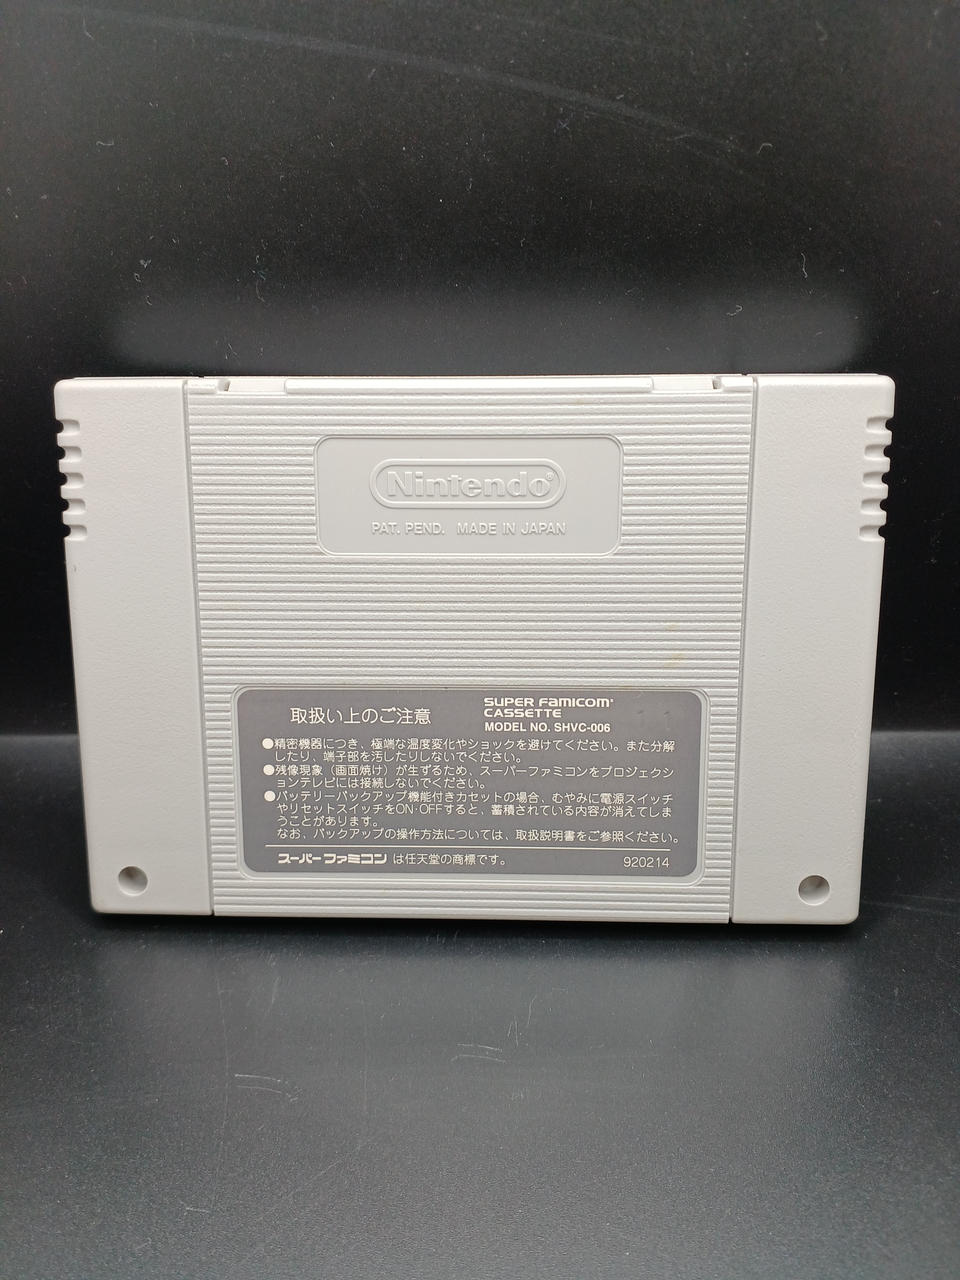 Nintendo®
PAT. PEND. MADE IN JAPAN
取扱い上のご注意
SUPER FAMICOM
CASSETTE
MODEL NO. SHVC-006
●精密機器につき、極端な温度変化やショックを避けてください。また分解
したり、端子部を汚したりしないでください。
●残像現象（画面焼け）が生ずるため、スーパーファミコンをプロジェクシ
ョンテレビには接続しないでください。
●バッテリーバックアップ機能付きカセットの場合、むやみに電源スイッチ
やリセットスイッチをON・OFFすると、蓄積されている内容が消えてしま
うことがあります。
なお、バックアップの操作方法については、取扱説明書をご参照ください。
スーパーファミコン は任天堂の商標です。
920214
11